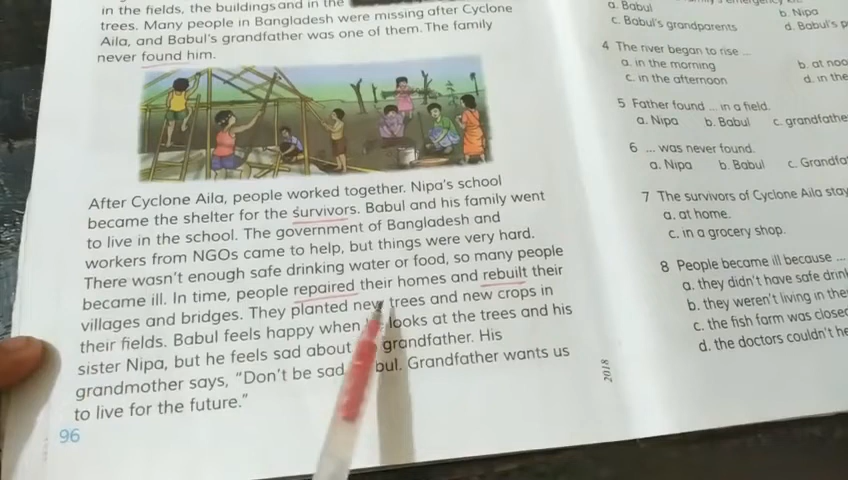 in the fields, the buildings and in the
trees. Many people in Bangladesh were missing after Cyclone
Aila, and Babul's grandfather was one of them. The family
never found him.
After Cyclone Aila, people worked together. Nipa's school
became the shelter for the survivors. Babul and his family went
to live in the school. The government of Bangladesh and
workers from NGOs came to help, but things were very hard.
There wasn't enough safe drinking water or food, so many people
became ill. In time, people repaired their homes and rebuilt their
villages and bridges. They planted new trees and new crops in
their fields. Babul feels happy when looks at the trees and his
sister Nipa, but he feels sad about grandfather. His
grandmother says, "Don't be sad bul. Grandfather wants us
to live for the future."
96
a. Babul b. Nipa
c. Babul's grandparents d. Babul's p
4 The river began to rise ...
a. in the morning b. at noo
c. in the afternoon d. in the
5 Father found ... in a field.
a. Nipa b. Babul c. grandfathe
6 ... was never found.
a. Nipa b. Babul c. Grandfa
7 The survivors of Cyclone Aila stay
a. at home.
c. in a grocery shop.
8 People became ill because ...
a. they didn't have safe drin
b. they weren't living in the
c. the fish farm was close
d. the doctors couldn't he
2018